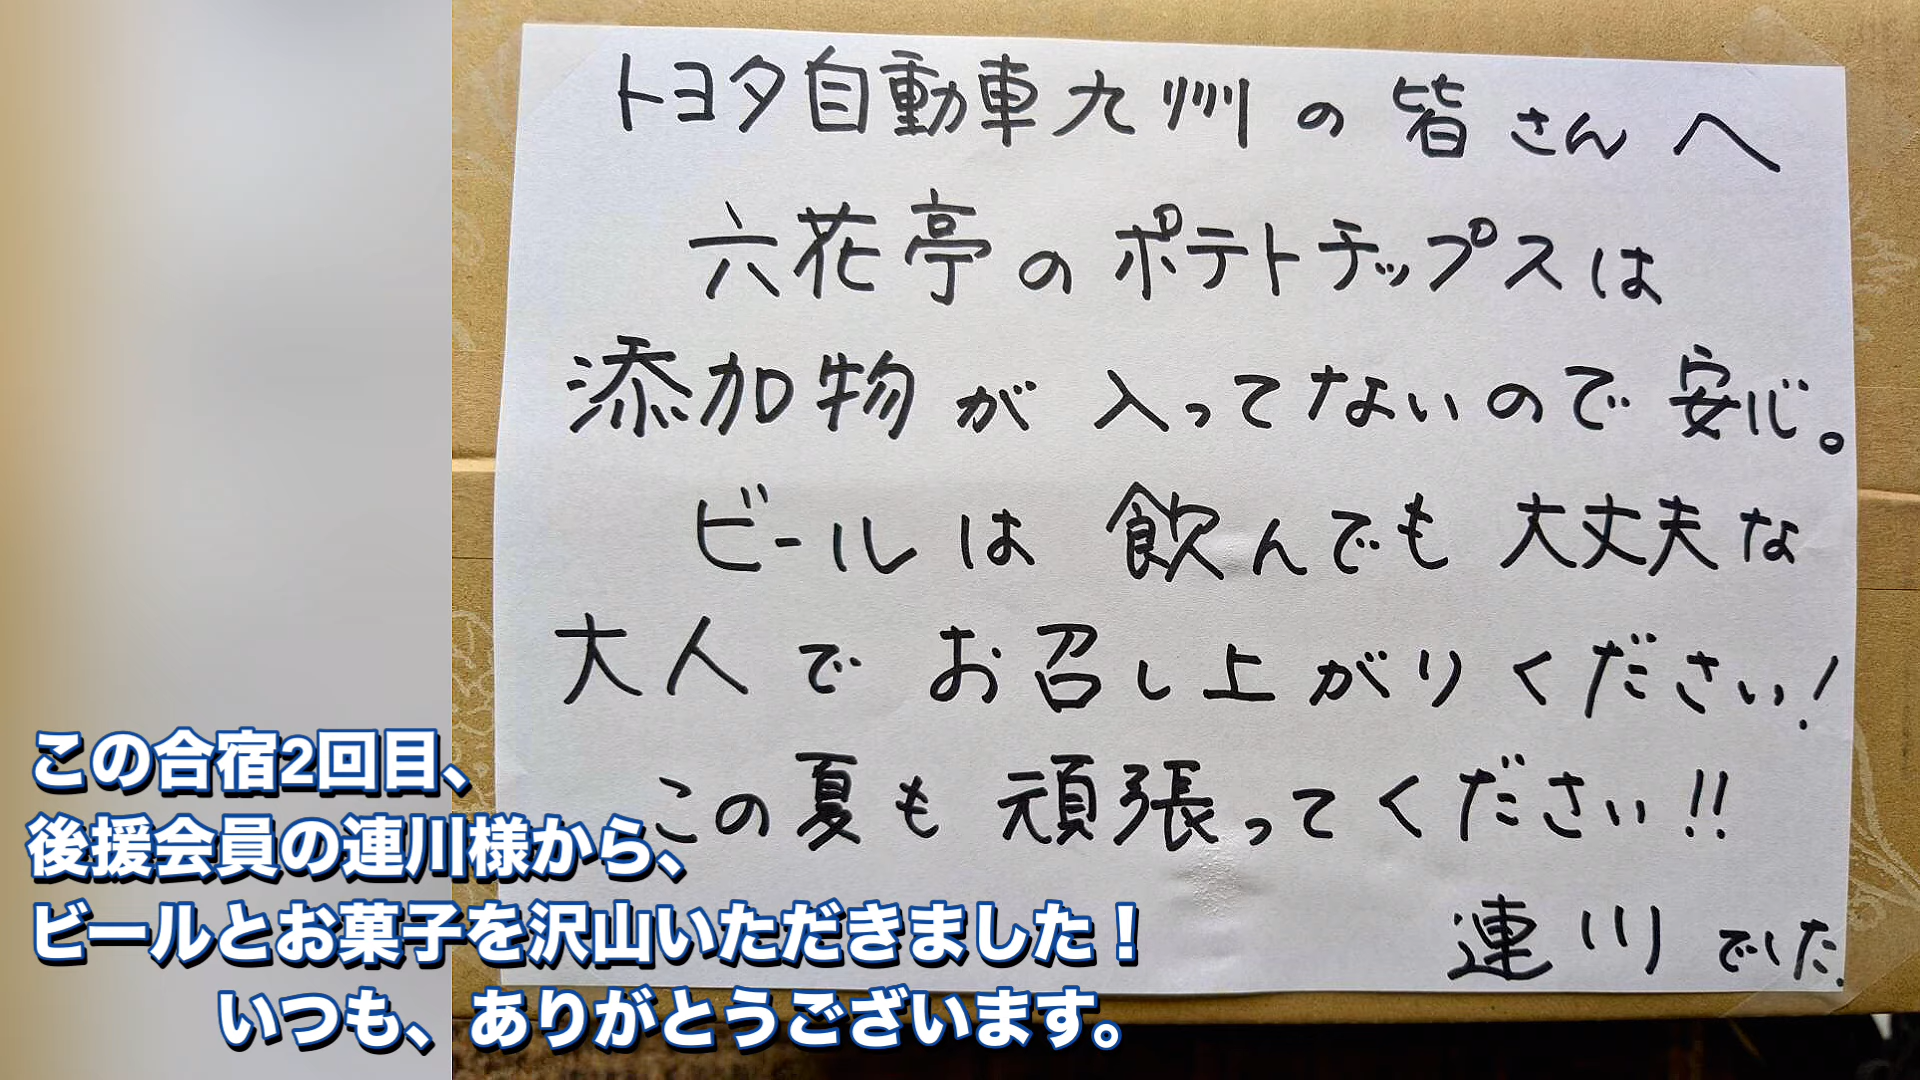 トヨタ自動車九州の皆さんへ
六花亭のポテトチップスは
添加物が入ってないので安心。
ビールは飲んでも大丈夫な
大人でお召し上がりください!
この夏も頑張ってください!!
連川でした.
この合宿2回目、
後援会員の連川様から、
ビールとお菓子を沢山いただきました！
いつも、ありがとうございます。